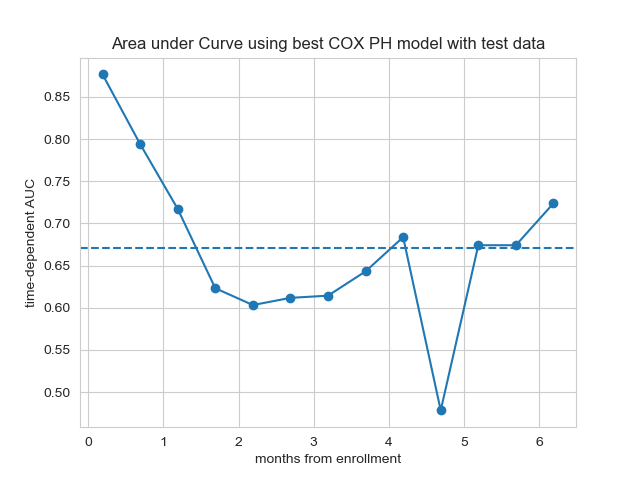 Area under Curve using best COX PH model with test data
time-dependent AUC
0.85
0.80
0.75
0.70
0.65
0.60
0.55
0.50
0 1 2 3 4 5 6
months from enrollment